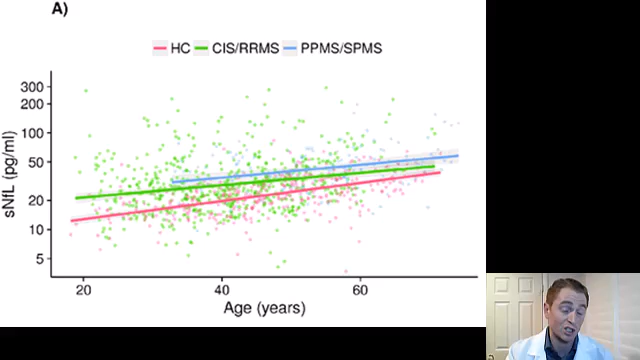 A)
HC CIS/RRMS PPMS/SPMS
sNfL (pg/ml)
300
200
100
50
20
10
5
20 40 60
Age (years)